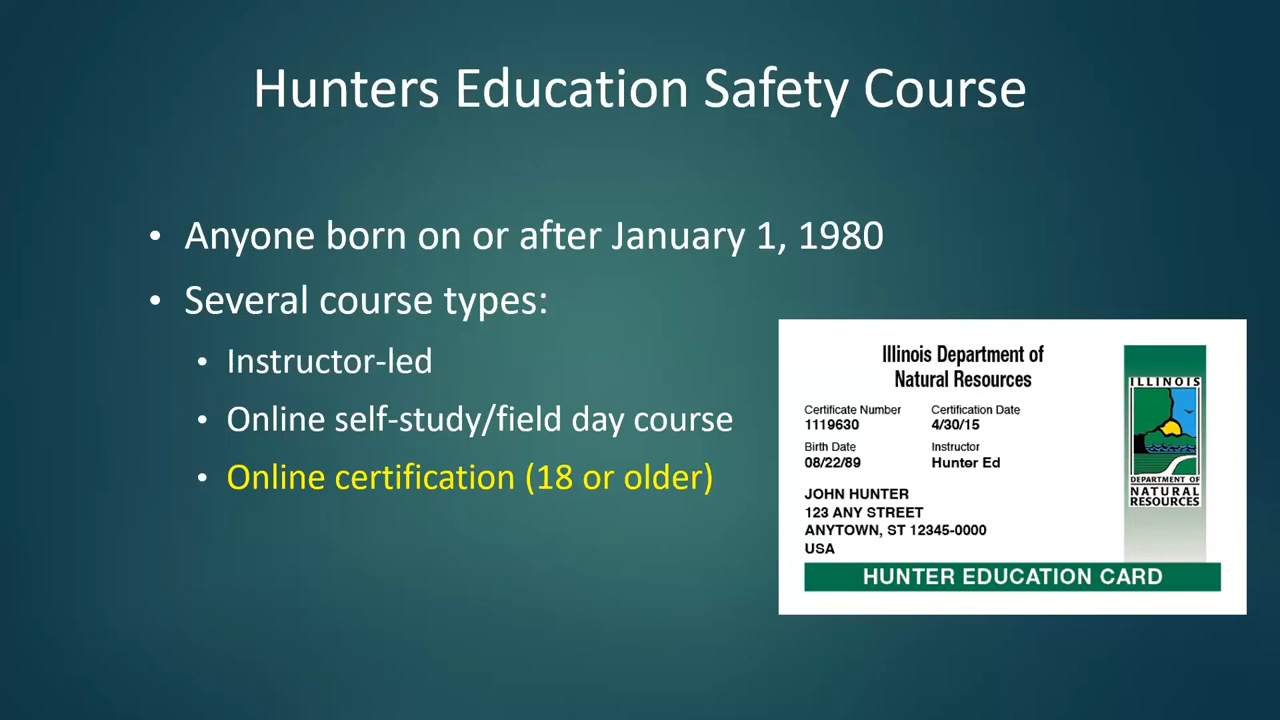 Hunters Education Safety Course
• Anyone born on or after January 1, 1980
• Several course types:
• Instructor-led
• Online self-study/field day course
• Online certification (18 or older)
Illinois Department of
Natural Resources
Certificate Number Certification Date
1119630 4/30/15
Birth Date Instructor
08/22/89 Hunter Ed
JOHN HUNTER
123 ANY STREET
ANYTOWN, ST 12345-0000
USA
ILLINOIS
DEPARTMENT OF
NATURAL
RESOURCES
HUNTER EDUCATION CARD